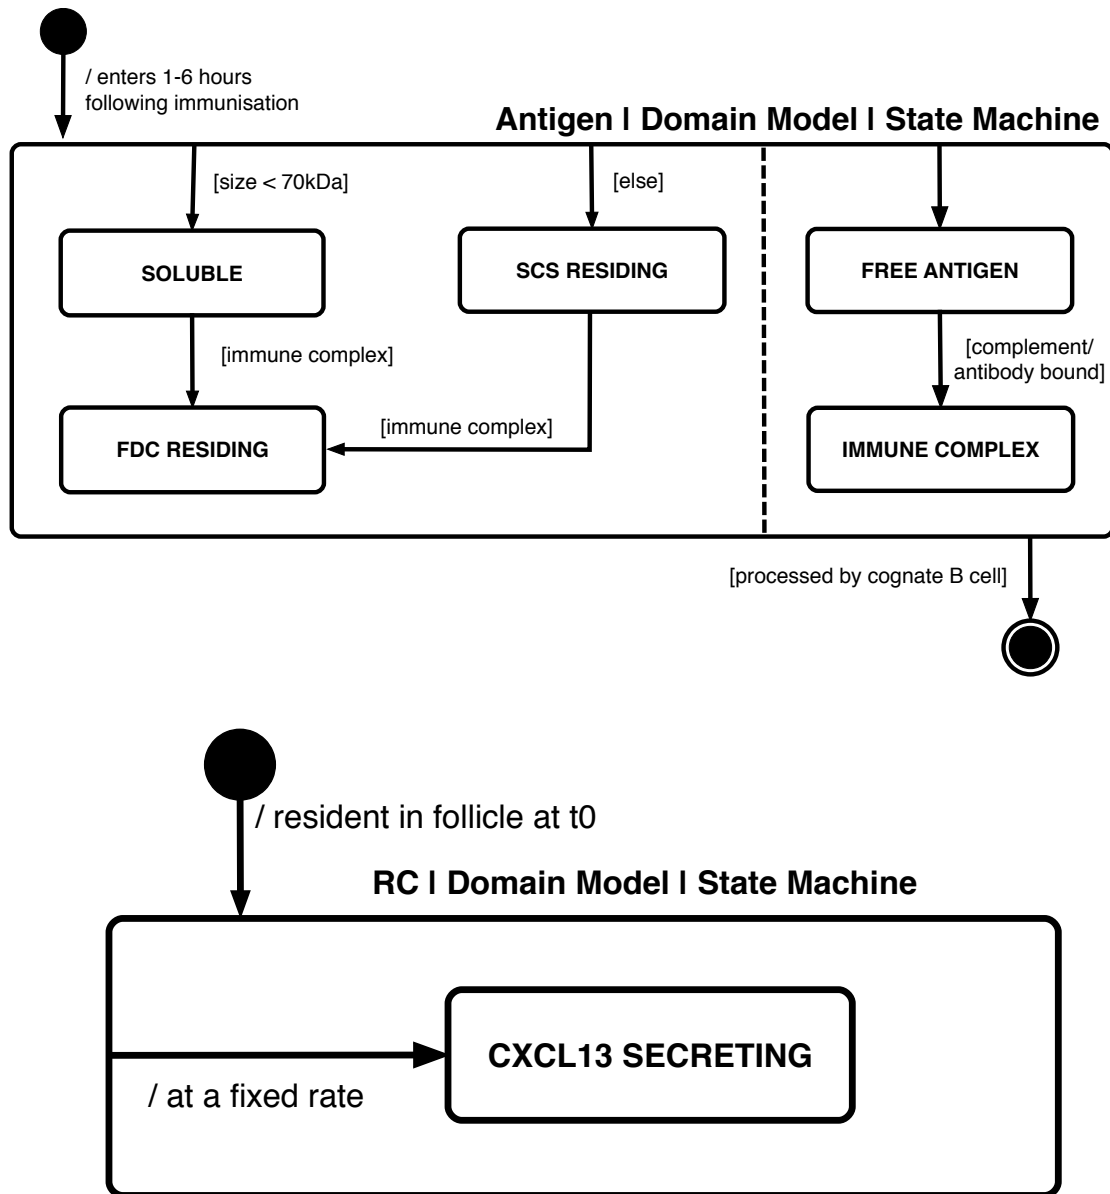 / enters 1-6 hours
following immunisation
Antigen | Domain Model | State Machine
[size < 70kDa]
[else]
SOLUBLE
SCS RESIDING
FREE ANTIGEN
[immune complex]
[complement/
antibody bound]
[immune complex]
FDC RESIDING
IMMUNE COMPLEX
[processed by cognate B cell]
/ resident in follicle at t0
RC | Domain Model | State Machine
CXCL13 SECRETING
/ at a fixed rate